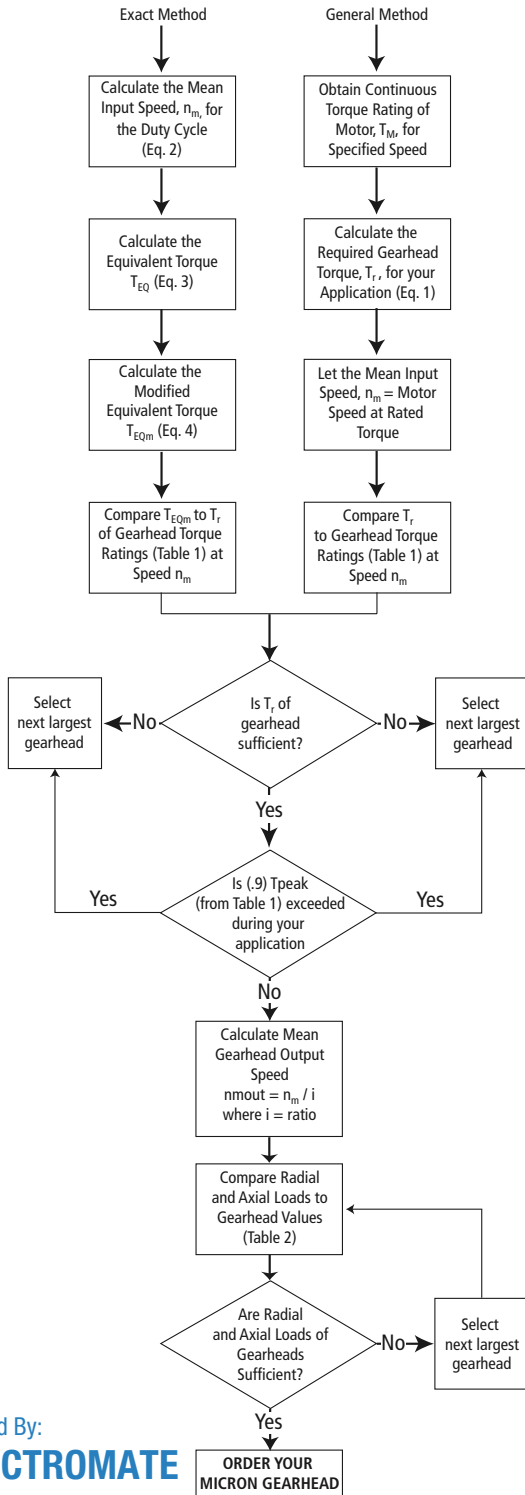 Exact Method
Calculate the Mean
Input Speed, nm, for
the Duty Cycle
(Eq. 2)
Calculate the
Equivalent Torque
TEQ (Eq. 3)
Calculate the
Modified
Equivalent Torque
TEQm (Eq. 4)
Compare TEQm to Tr
of Gearhead Torque
Ratings (Table 1) at
Speed nm
General Method
Obtain Continuous
Torque Rating of
Motor, TM, for
Specified Speed
Calculate the
Required Gearhead
Torque, Tr, for your
Application (Eq. 1)
Let the Mean Input
Speed, nm = Motor
Speed at Rated
Torque
Compare Tr
to Gearhead Torque
Ratings (Table 1) at
Speed nm
Select
next largest
gearhead
No
Is Tr of
gearhead
sufficient?
No
Select
next largest
gearhead
Yes
Yes
Is (.9) Tpeak
(from Table 1) exceeded
during your
application
Yes
No
Calculate Mean
Gearhead Output
Speed
nmout = nm / i
where i = ratio
Compare Radial
and Axial Loads to
Gearhead Values
(Table 2)
Are Radial
and Axial Loads of
Gearheads
Sufficient?
No
Select
next largest
gearhead
Yes
ORDER YOUR
MICRON GEARHEAD
d By:
CTROMATE